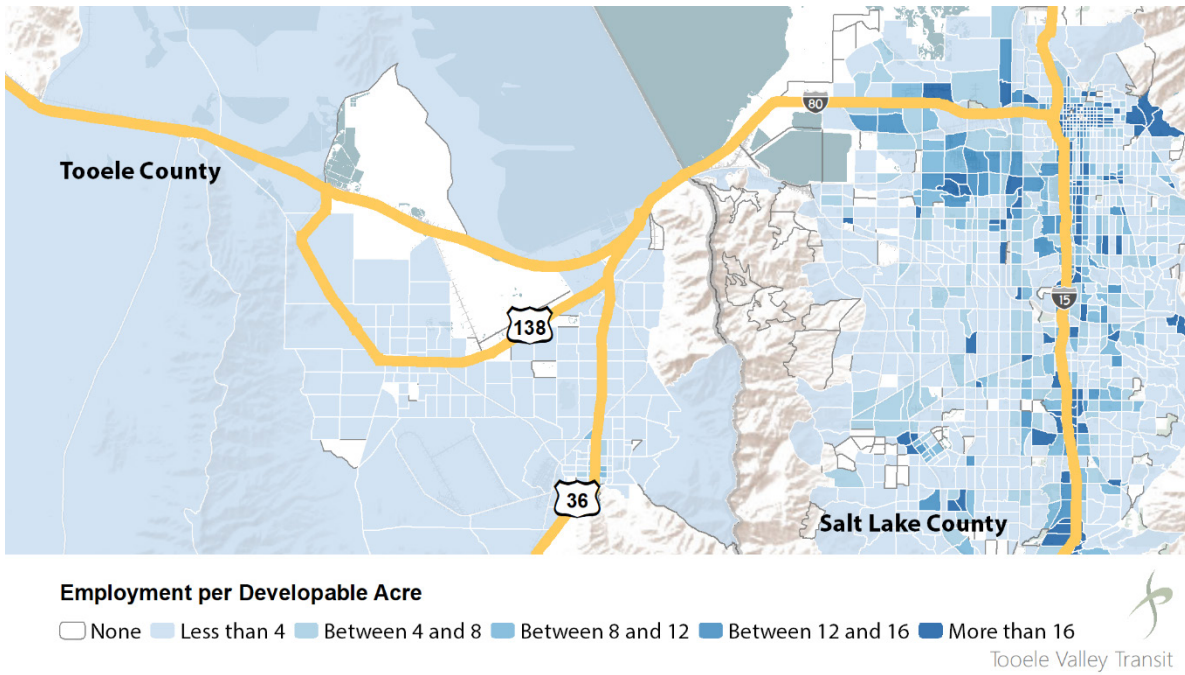 80
Tooele County
15
138
36
Salt Lake County
Employment per Developable Acre
None Less than 4 Between 4 and 8 Between 8 and 12 Between 12 and 16 More than 16
Tooele Valley Transit